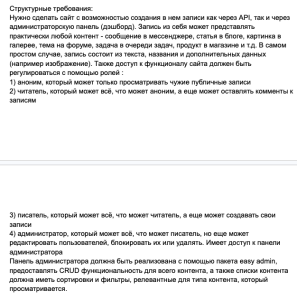 Структурные требования:
Нужно сделать сайт с возможностью создания в нем записи как через API, так и через
администраторскую панель (дэшборд). Запись из себя может представлять
практически любой контент - сообщение в мессенджере, статья в блоге, картинка в
галерее, тема на форуме, задача в очереди задач, продукт в магазине и т.д. В самом
простом случае, запись состоит из текста, названия и дополнительных данных
(например изображение). Также доступ к функционалу сайта должен быть
регулироваться с помощью ролей :
1) аноним, который может только просматривать чужие публичные записи
2) читатель, который может всё, что может аноним, а еще может оставлять комменты к
записям
3) писатель, который может всё, что может читатель, а еще может создавать свои
записи
4) администратор, который может всё, что может писатель, но еще может
редактировать пользователей, блокировать их или удалять. Имеет доступ к панели
администратора
Панель администратора должна быть реализована с помощью пакета easy admin,
предоставлять CRUD функциональность для всего контента, а также списки контента
должна иметь сортировки и фильтры, релевантные для типа контента, который
просматривается.